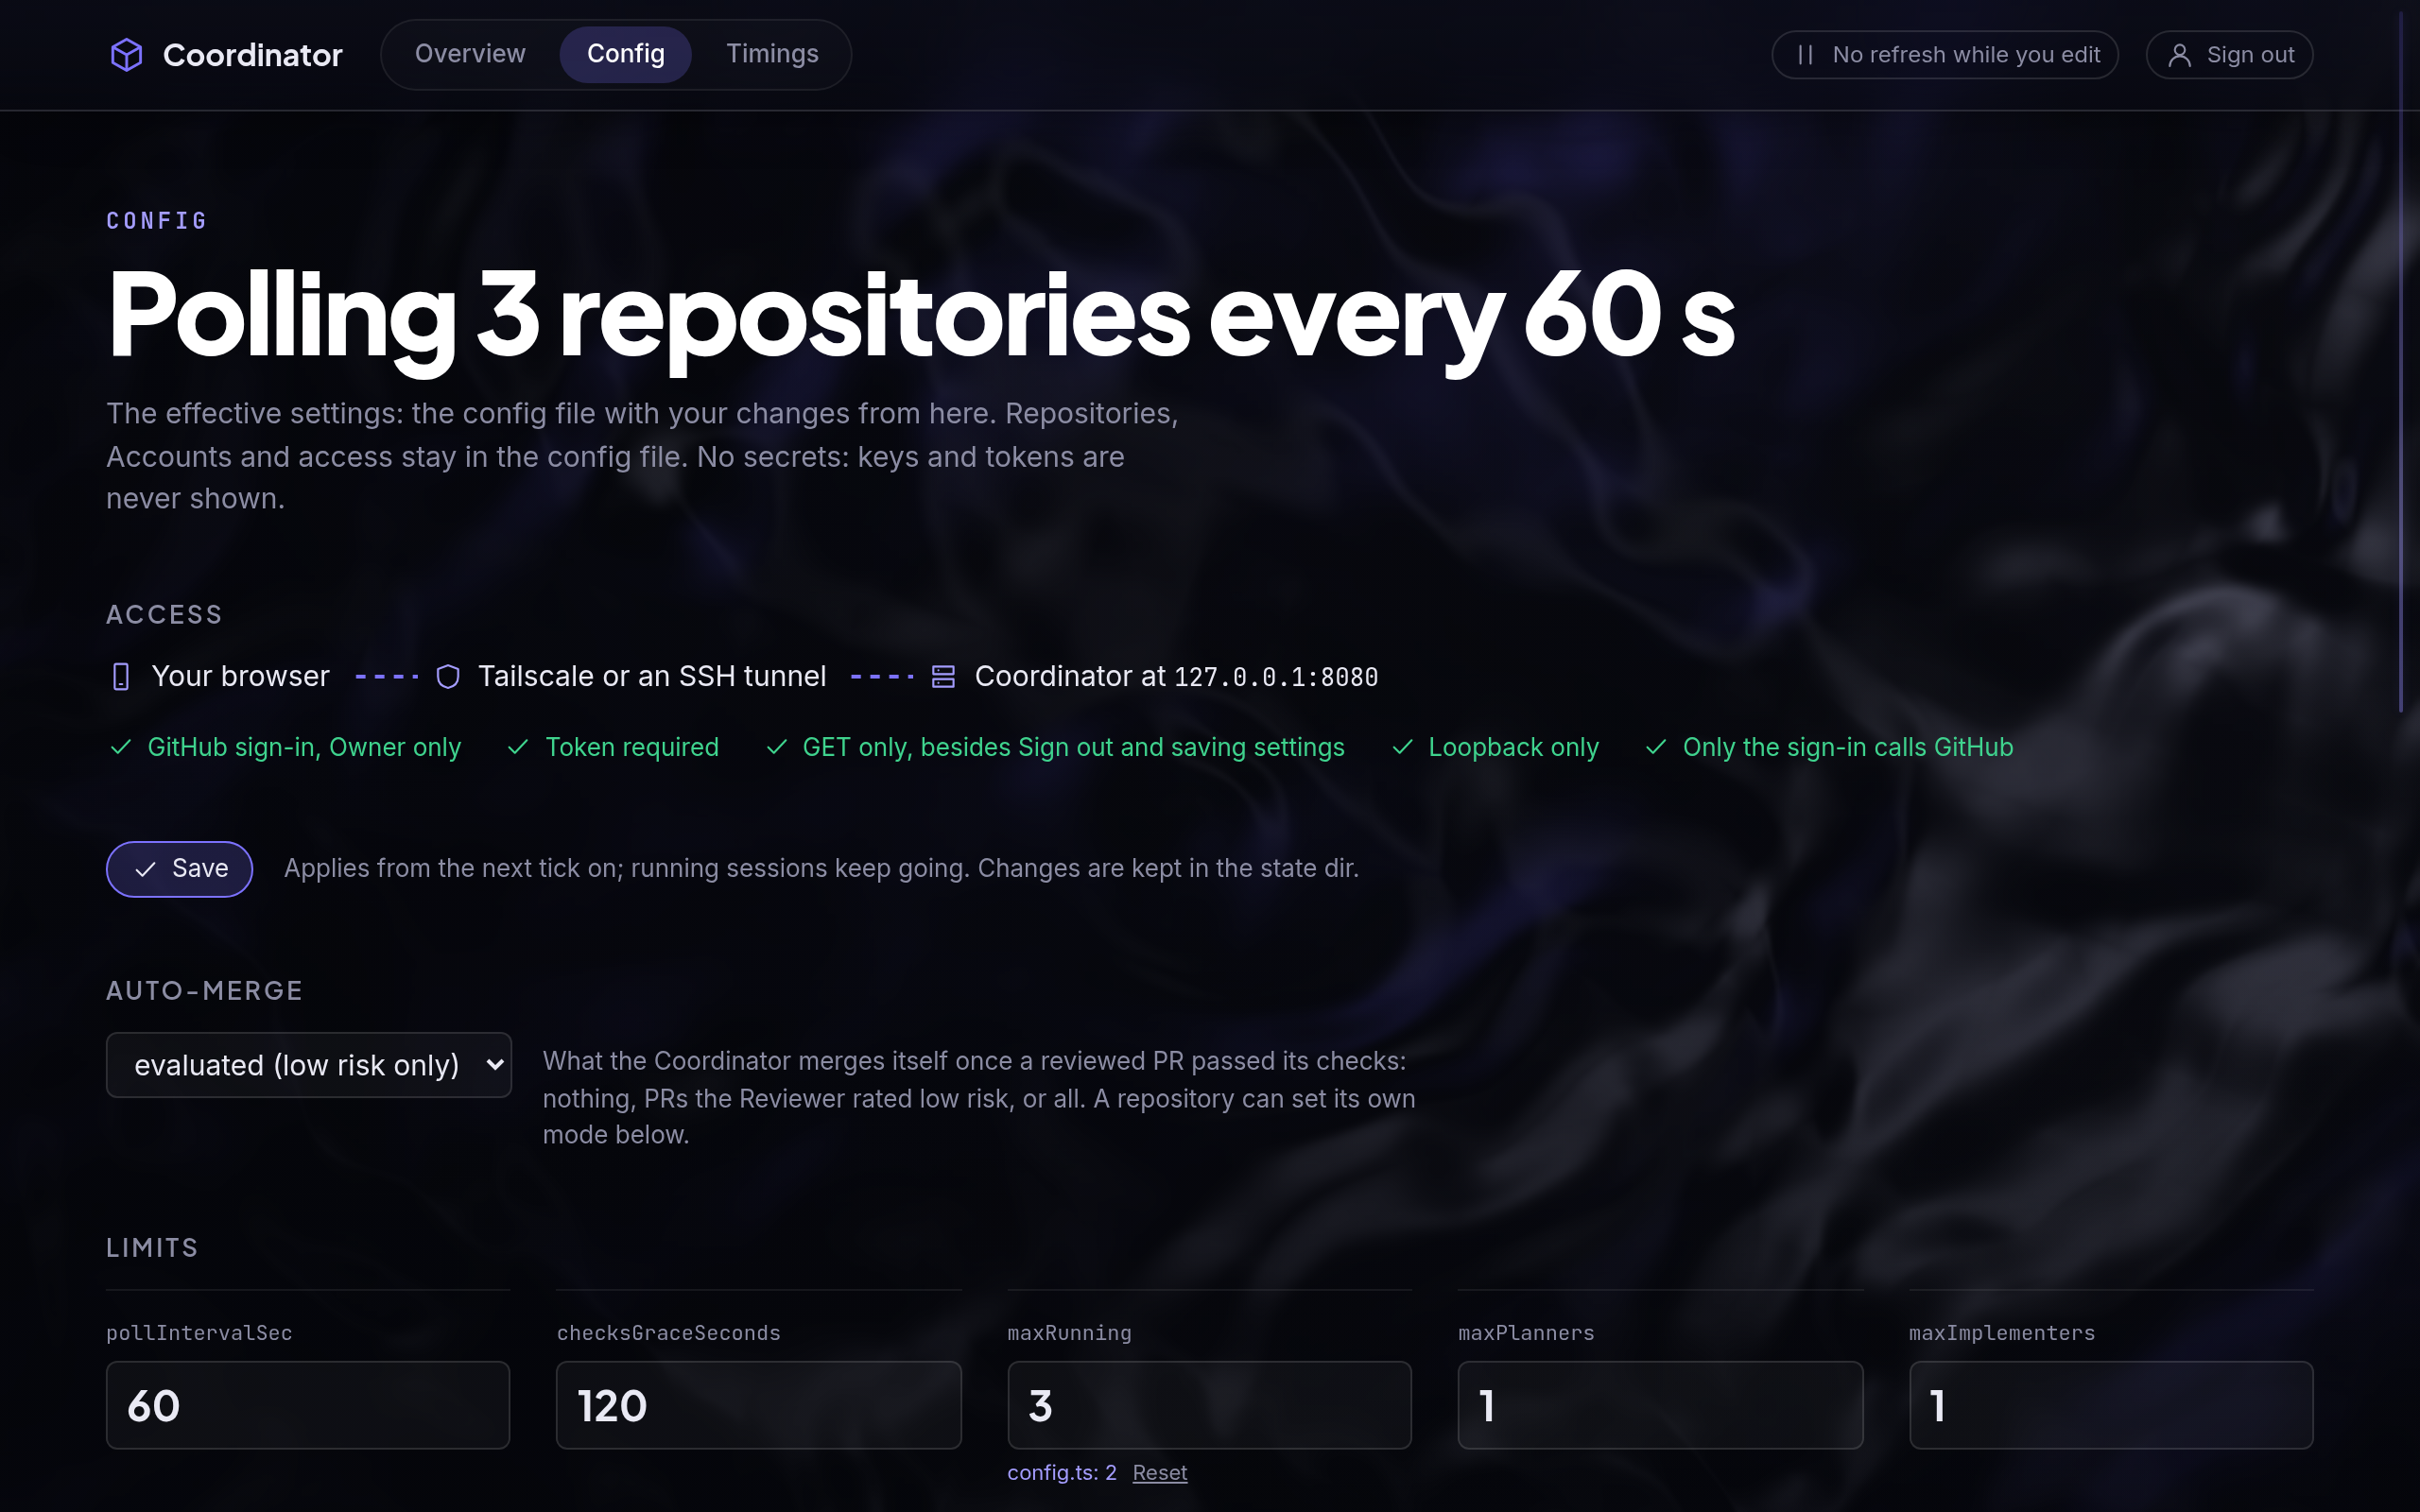 Coordinator
Overview
Config
Timings
No refresh while you edit
Sign out
CONFIG
Polling 3 repositories every 60 s
The effective settings: the config file with your changes from here. Repositories,
Accounts and access stay in the config file. No secrets: keys and tokens are
never shown.
ACCESS
Your browser
Tailscale or an SSH tunnel
Coordinator at 127.0.0.1:8080
GitHub sign-in, Owner only
Token required
GET only, besides Sign out and saving settings
Loopback only
Only the sign-in calls GitHub
Save
Applies from the next tick on; running sessions keep going. Changes are kept in the state dir.
AUTO-MERGE
evaluated (low risk only)
What the Coordinator merges itself once a reviewed PR passed its checks:
nothing, PRs the Reviewer rated low risk, or all. A repository can set its own
mode below.
LIMITS
pollIntervalSec
checksGraceSeconds
maxRunning
maxPlanners
maxImplementers
60
120
3
1
1
config.ts: 2
Reset